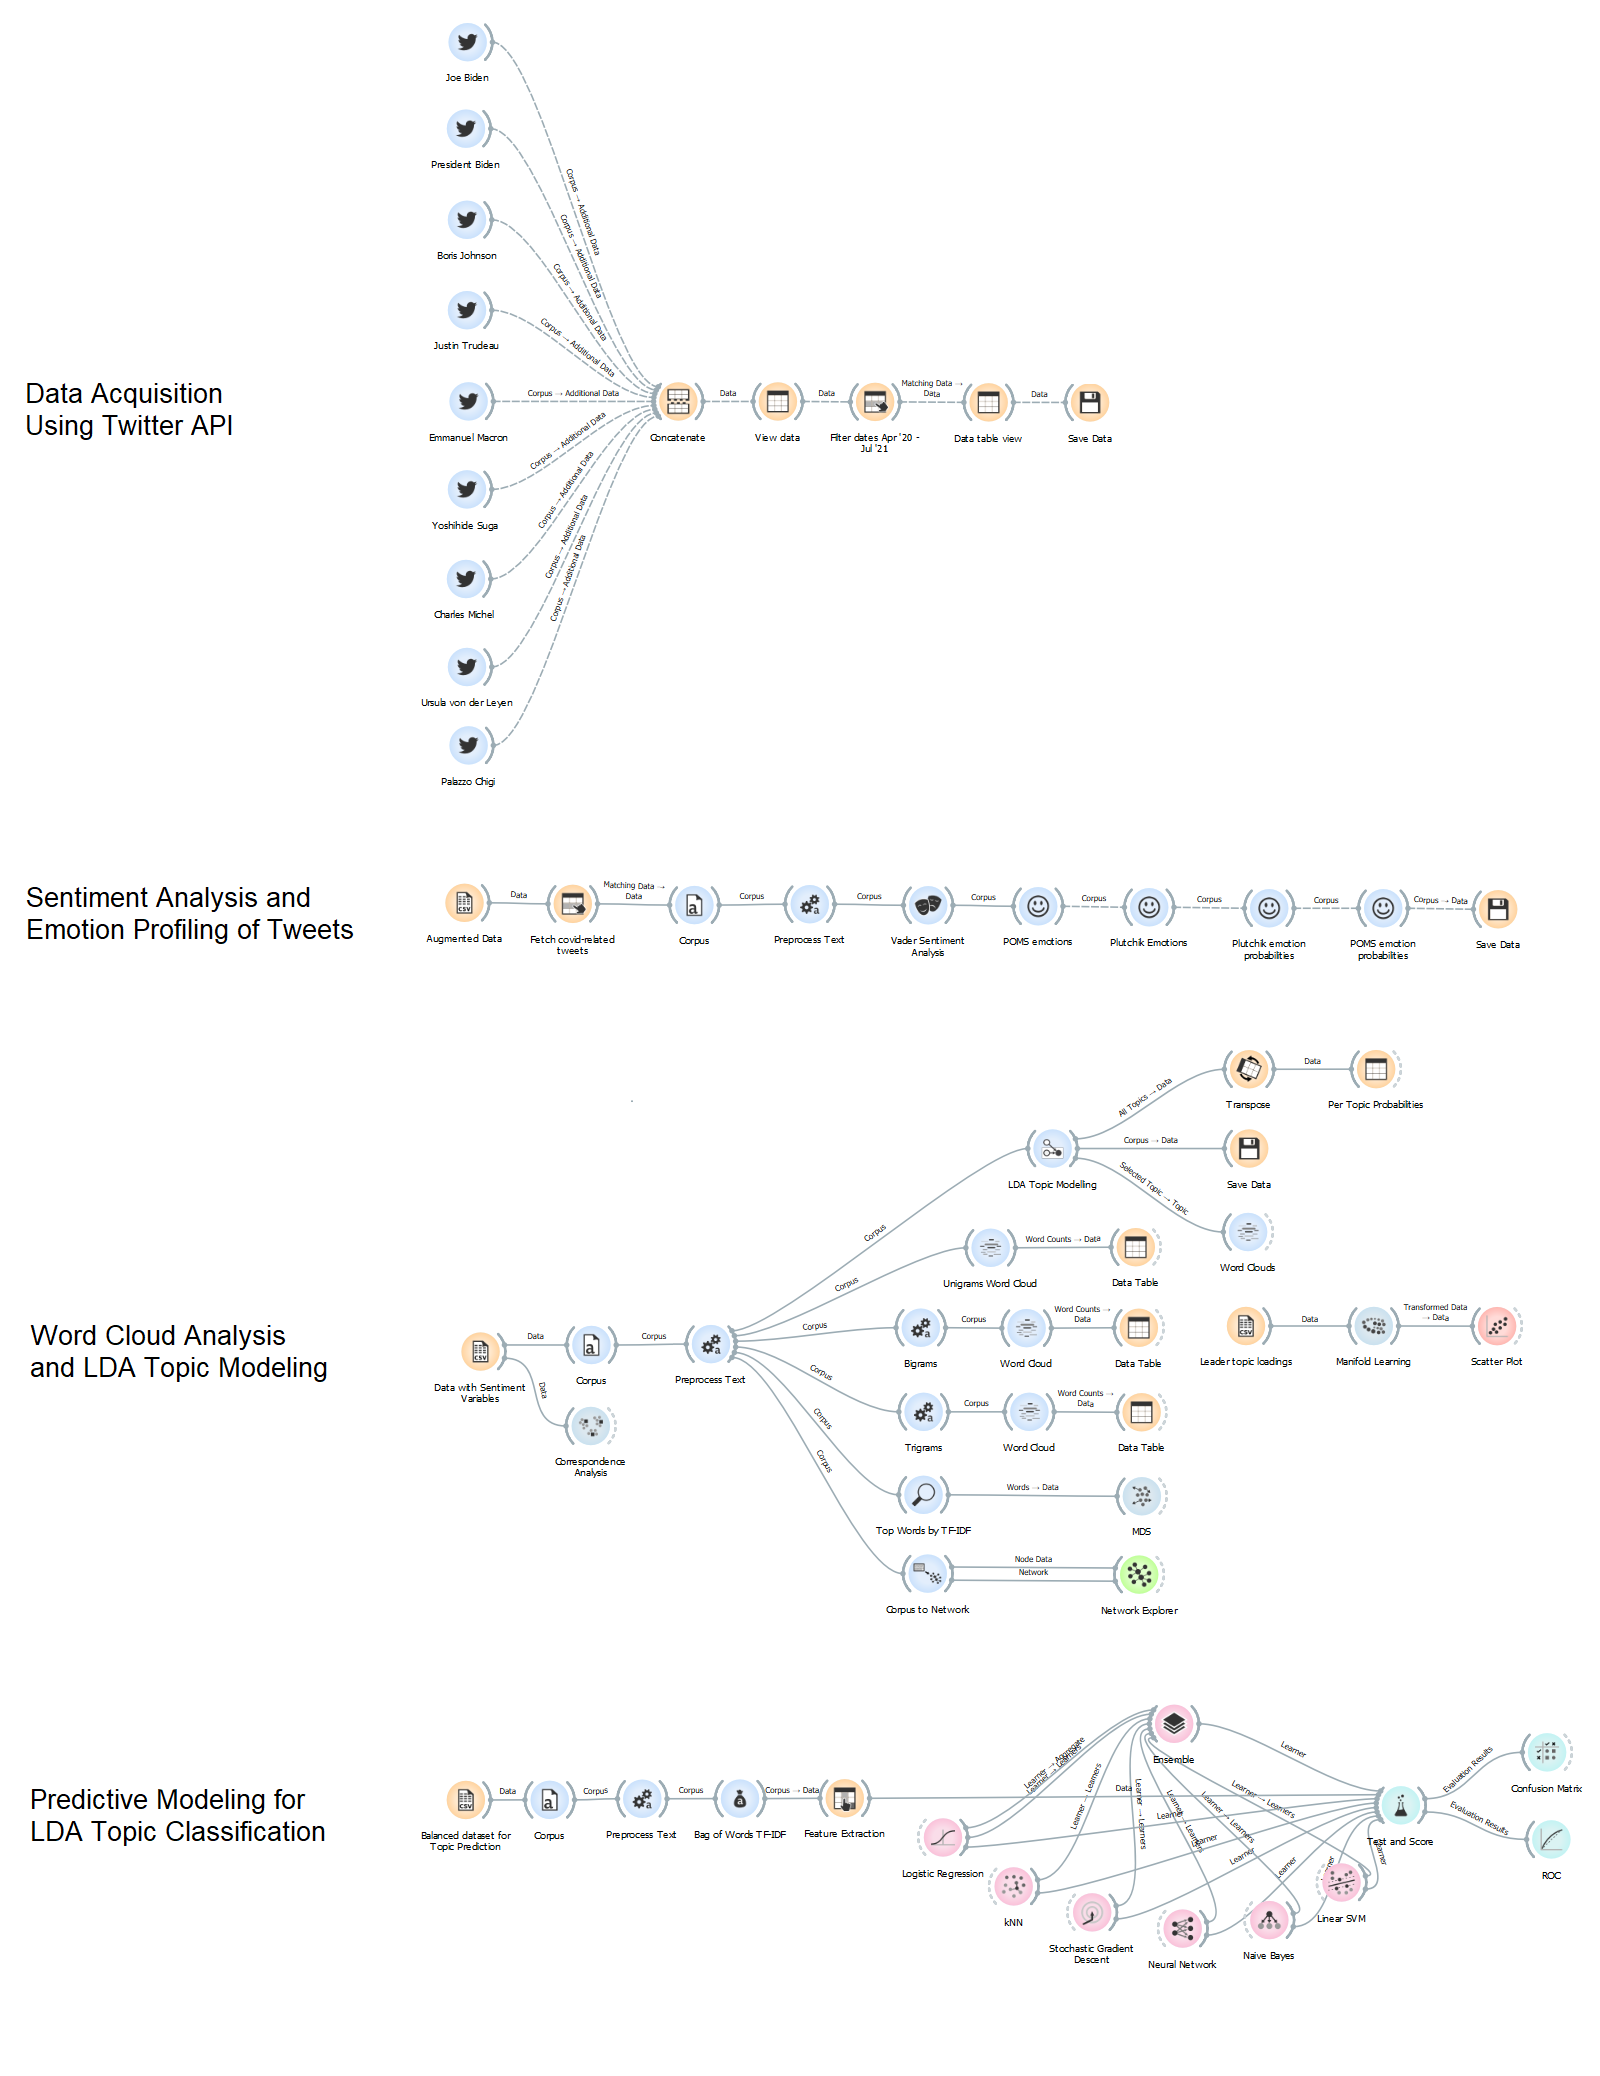 Joe Biden
President Biden
Boris Johnson
Justin Trudeau
Emmanuel Macron
Yoshihide Suga
Charles Michel
Ursula von der Leyen
Palazzo Chigi
Corpus → Additional Data
Corpus → Additional Data
Corpus → Additional Data
Corpus → Additional Data
Corpus → Additional Data
Corpus → Additional Data
Corpus → Additional Data
Corpus → Additional Data
Corpus → Additional Data
Data Acquisition
Using Twitter API
Concatenate
Data
View data
Data
Filter dates Apr '20 -
Jul '21
Matching Data →
Data
Data table view
Data
Save Data
Sentiment Analysis and
Emotion Profiling of Tweets
Augmented Data
Data
Fetch covid-related
tweets
Matching Data →
Data
Corpus
Corpus
Preprocess Text
Corpus
Vader Sentiment
Analysis
Corpus
POMS emotions
Corpus
Plutchik Emotions
Corpus
Plutchik emotion
probabilities
Corpus
POMS emotion
probabilities
Corpus → Data
Save Data
Word Cloud Analysis
and LDA Topic Modeling
Data with Sentiment
Variables
Data
Data
Corpus
Correspondence
Analysis
Corpus
Preprocess Text
Corpus
Corpus
Corpus
Corpus
Corpus
Corpus
LDA Topic Modelling
All Topics → Data
Transpose
Data
Per Topic Probabilities
Corpus → Data
Save Data
Selected Topic → Topic
Word Clouds
Unigrams Word Cloud
Word Counts → Data
Data Table
Bigrams
Corpus
Word Cloud
Word Counts →
Data
Data Table
Trigrams
Corpus
Word Cloud
Word Counts →
Data
Data Table
Top Words by TF-IDF
Words → Data
MDS
Corpus to Network
Node Data
Network
Network Explorer
Leader topic loadings
Data
Manifold Learning
Transformed Data
→ Data
Scatter Plot
Predictive Modeling for
LDA Topic Classification
Balanced dataset for
Topic Prediction
Data
Corpus
Corpus
Preprocess Text
Corpus
Bag of Words TF-IDF
Corpus → Data
Feature Extraction
Data
Logistic Regression
kNN
Stochastic Gradient
Descent
Neural Network
Naive Bayes
Linear SVM
Learner → Aggregate
Learner → Learners
Learner → Learners
Learner → Learners
Learner → Learners
Learner → Learners
Learner → Learners
Ensemble
Learner
Learner
Learner
Learner
Learner
Learner
Test and Score
Evaluation Results
Confusion Matrix
Evaluation Results
ROC